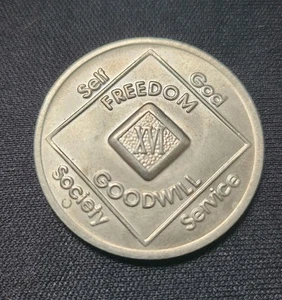 Self
God
FREEDOM
XVI
GOODWILL
Society
Service